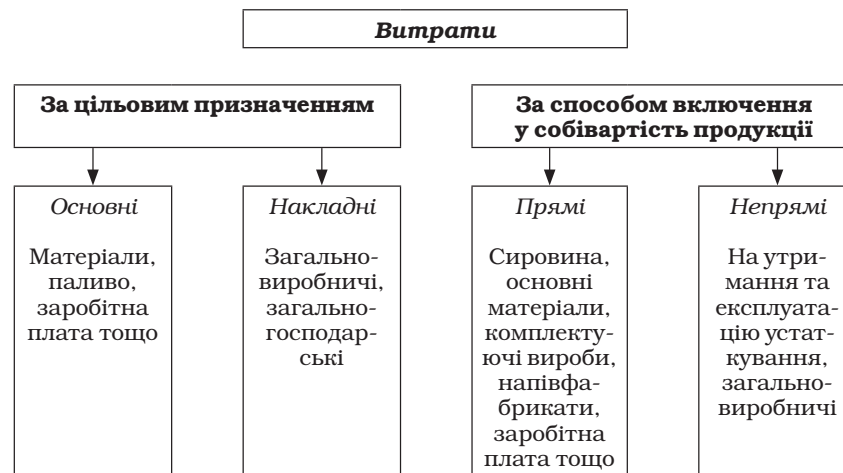 Витрати
За цільовим призначенням
За способом включення
у собівартість продукції
Основні
Матеріали,
паливо,
заробітна
плата тощо
Накладні
Загально-
виробничі,
загально-
господар-
ські
Прямі
Сировина,
основні
матеріали,
комплекту-
ючі вироби,
напівфа-
брикати,
заробітна
плата тощо
Непрямі
На утри-
мання та
експлуата-
цію устат-
кування,
загально-
виробничі